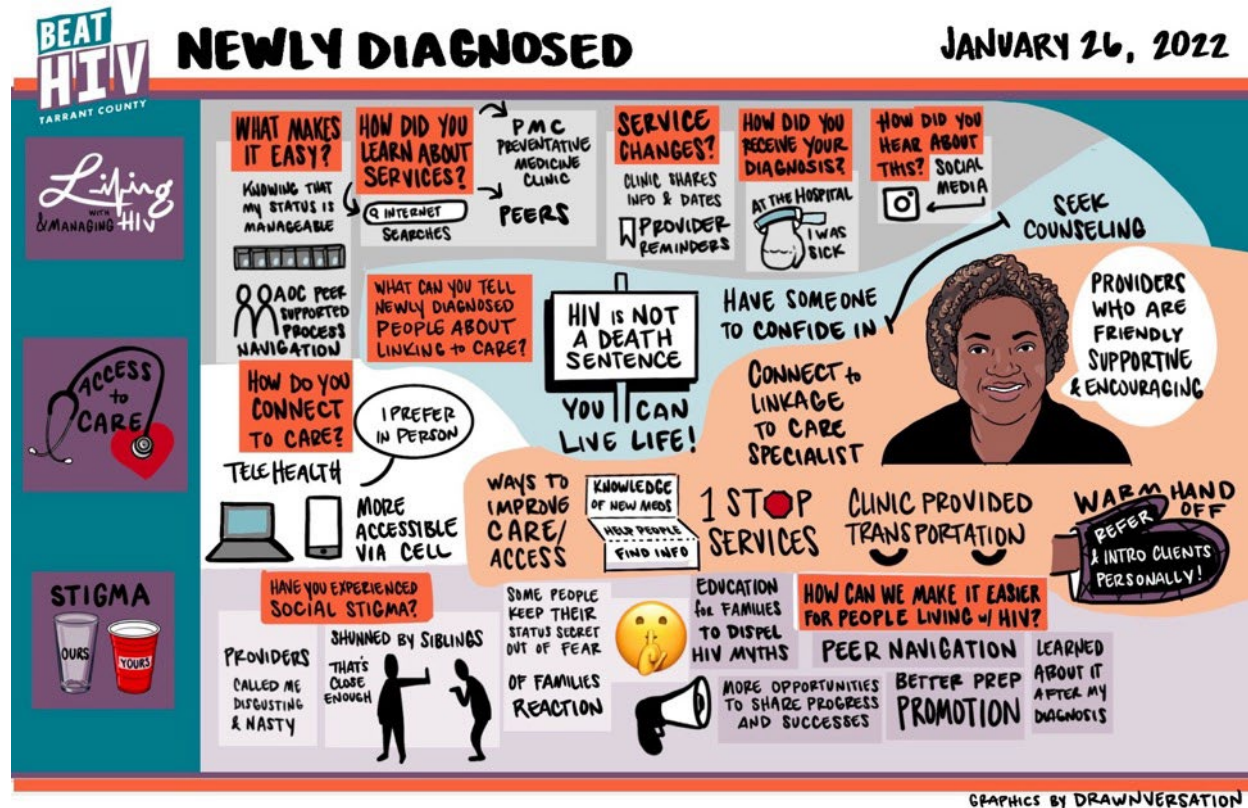 BEAT
HIV
TARRANT COUNTY
NEWLY DIAGNOSED
JANUARY 26, 2022
Living
WITH
& MANAGING HIV
WHAT MAKES
IT EASY?
KNOWING THAT
MY STATUS IS
MANAGEABLE
AOC PEER
SUPPORTED
PROCESS
NAVIGATION
HOW DID YOU
LEARN ABOUT
SERVICES?
INTERNET
SEARCHES
PMC
PREVENTATIVE
MEDICINE
CLINIC
PEERS
SERVICE
CHANGES?
CLINIC SHARES
INFO & DATES
PROVIDER
REMINDERS
HOW DID YOU
RECEIVE YOUR
DIAGNOSIS?
AT THE HOSPITAL
I WAS
SICK
HOW DID YOU
HEAR ABOUT
THIS?
SOCIAL
MEDIA
WHAT CAN YOU TELL
NEWLY DIAGNOSED
PEOPLE ABOUT
LINKING to CARE?
HIV is NOT
A DEATH
SENTENCE
YOU CAN
LIVE LIFE!
HAVE SOMEONE
TO CONFIDE IN
SEEK
COUNSELING
CONNECT to
LINKAGE
TO CARE
SPECIALIST
PROVIDERS
WHO ARE
FRIENDLY
SUPPORTIVE
& ENCOURAGING
ACCESS
to
CARE
HOW DO YOU
CONNECT
TO CARE?
I PREFER
IN PERSON
TELEHEALTH
MORE
ACCESSIBLE
VIA CELL
WAYS TO
IMPROVE
CARE/
ACCESS
KNOWLEDGE
OF NEW MEDS
HELP PEOPLE
FIND INFO
1 STOP
SERVICES
CLINIC PROVIDED
TRANSPORTATION
WARM HAND
OFF
REFER
& INTRO CLIENTS
PERSONALLY!
STIGMA
OURS
YOURS
HAVE YOU EXPERIENCED
SOCIAL STIGMA?
PROVIDERS
CALLED ME
DISGUSTING
& NASTY
SHUNNED BY SIBLINGS
THAT'S
CLOSE
ENOUGH
SOME PEOPLE
KEEP THEIR
STATUS SECRET
OUT OF FEAR
OF FAMILIES
REACTION
EDUCATION
for FAMILIES
TO DISPEL
HIV MYTHS
HOW CAN WE MAKE IT EASIER
FOR PEOPLE LIVING w/ HIV?
PEER NAVIGATION
MORE OPPORTUNITIES
TO SHARE PROGRESS
AND SUCCESSES
BETTER PREP
PROMOTION
LEARNED
ABOUT IT
AFTER MY
DIAGNOSIS
GRAPHICS BY DRAWNVERSATION